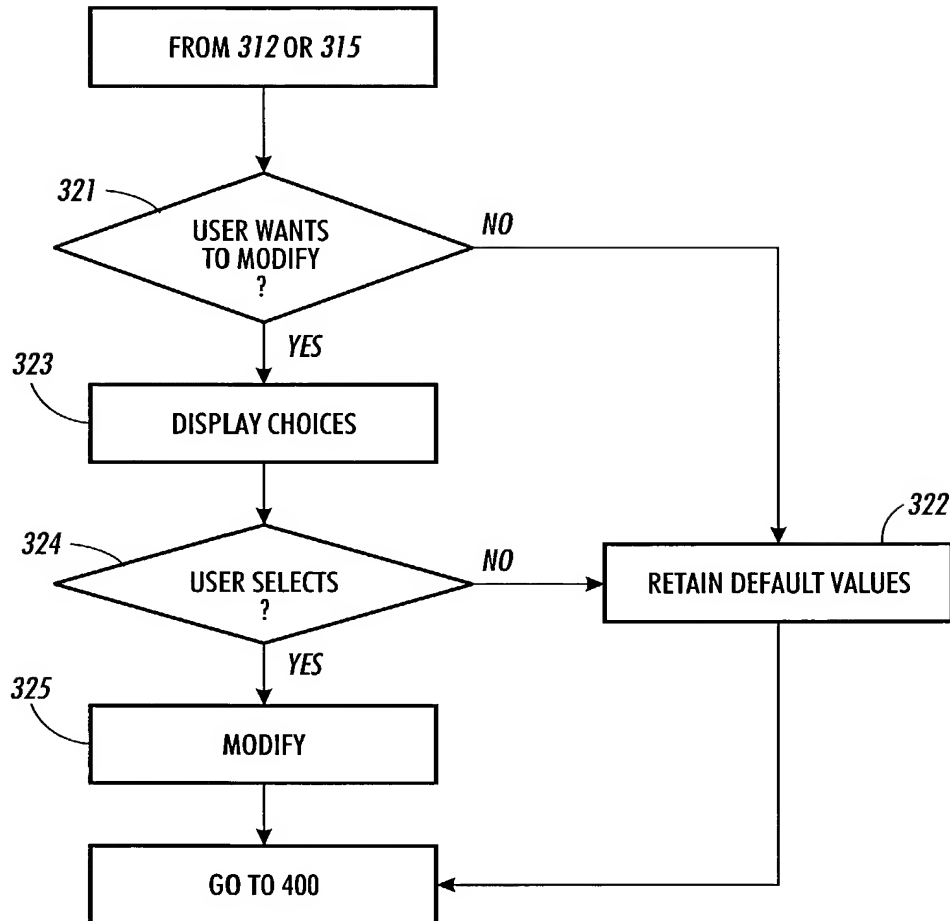 FROM 312 OR 315
321
USER WANTS
TO MODIFY
?
NO
YES
323
DISPLAY CHOICES
324
USER SELECTS
?
NO
322
RETAIN DEFAULT VALUES
YES
325
MODIFY
GO TO 400